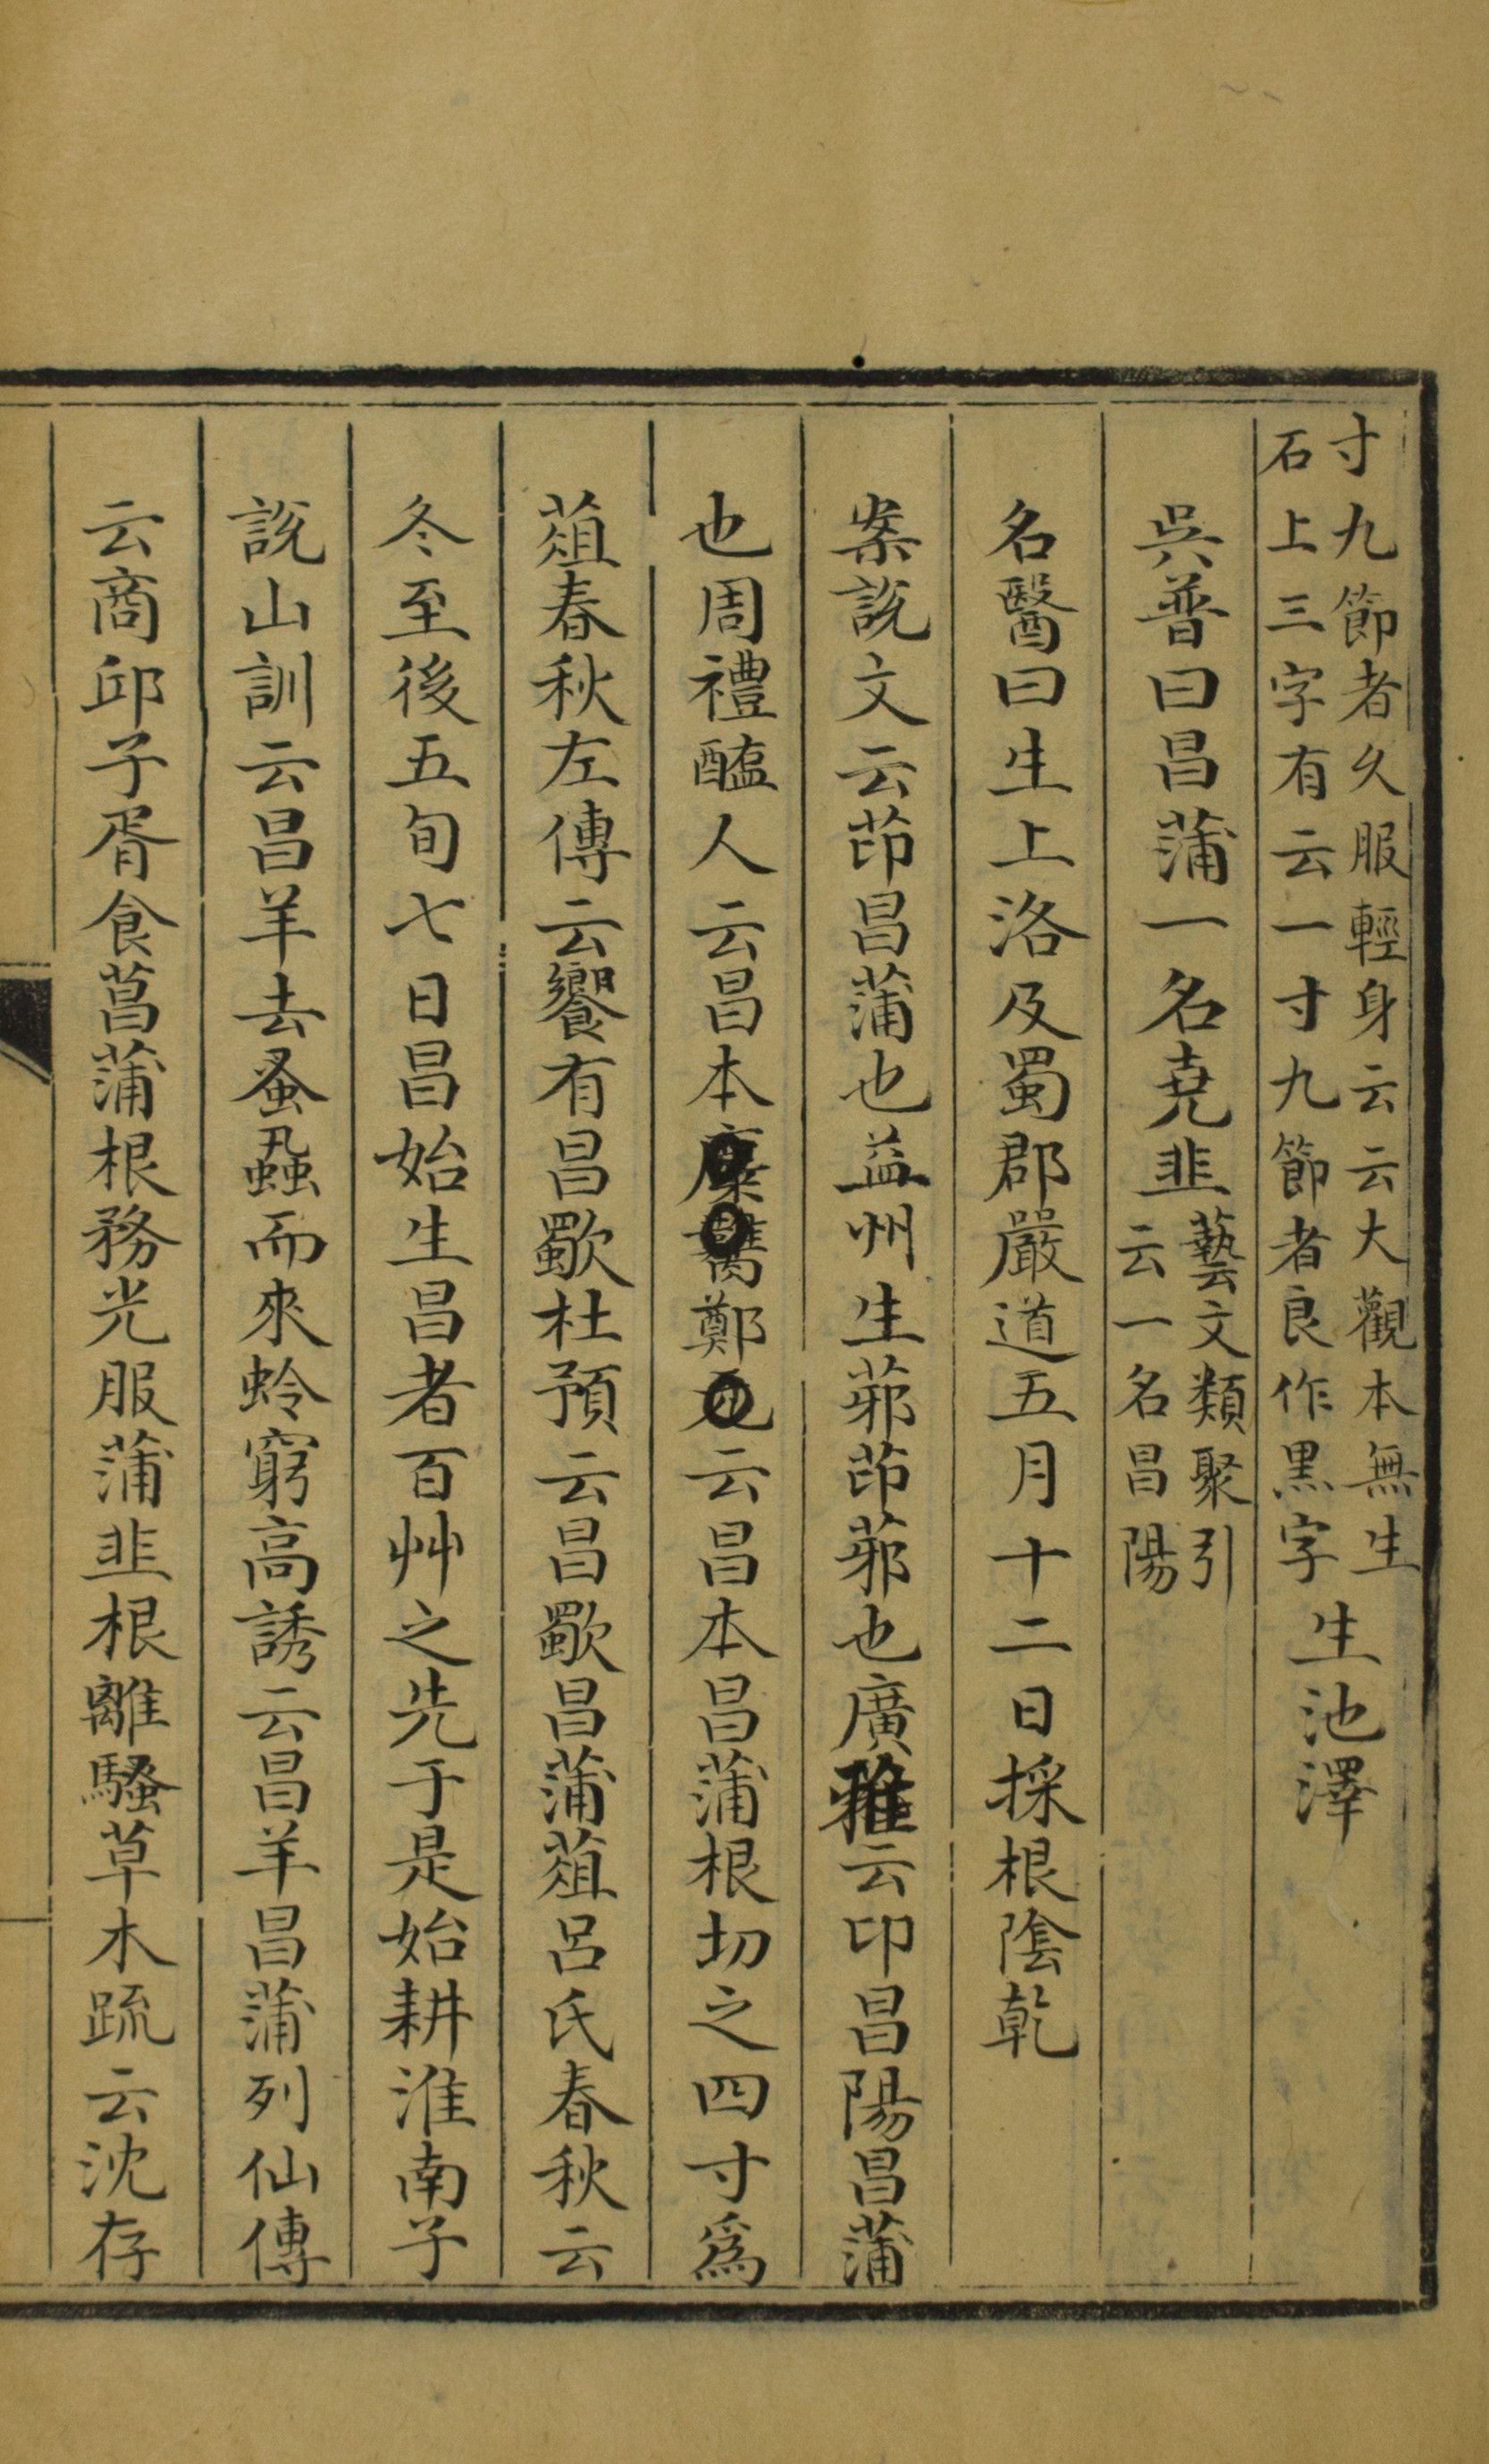 寸九節者久服輕身云云大觀本無生
石上三字有云一寸九節者良作黑字
生池澤
吳普曰昌蒲一名堯韭
藝文類聚引
云一名昌陽
名醫曰生上洛及蜀郡嚴道五月十二日採根陰乾
案說文云茚昌蒲也益州生䓲茚䓲也廣雅云卬昌陽昌蒲
也周禮醢人云昌本麋鄭云昌本昌蒲根切之四寸爲
菹春秋左傳云饗有昌歜杜預云昌歜昌蒲菹呂氏春秋云
冬至後五旬七日昌始生昌者百艸之先于是始耕淮南子
說山訓云昌羊去蚤蝨而來蛉窮高誘云昌羊昌蒲列仙傳
云商邱子胥食菖蒲根務光服蒲韭根離騷草木疏云沈存